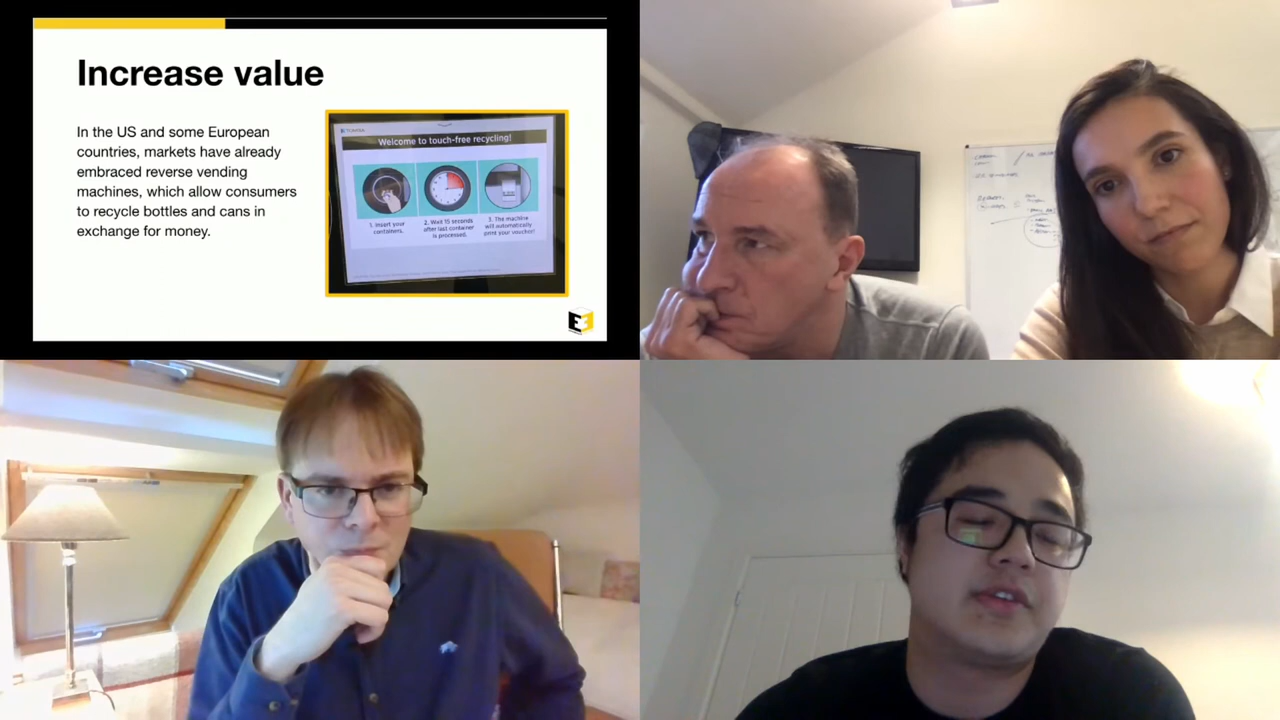 Increase value
In the US and some European
countries, markets have already
embraced reverse vending
machines, which allow consumers
to recycle bottles and cans in
exchange for money.
Welcome to touch-free recycling!
1. Insert your
containers.
2. Wait 15 seconds
after last container
is processed.
3. The machine
will automatically
print your voucher!